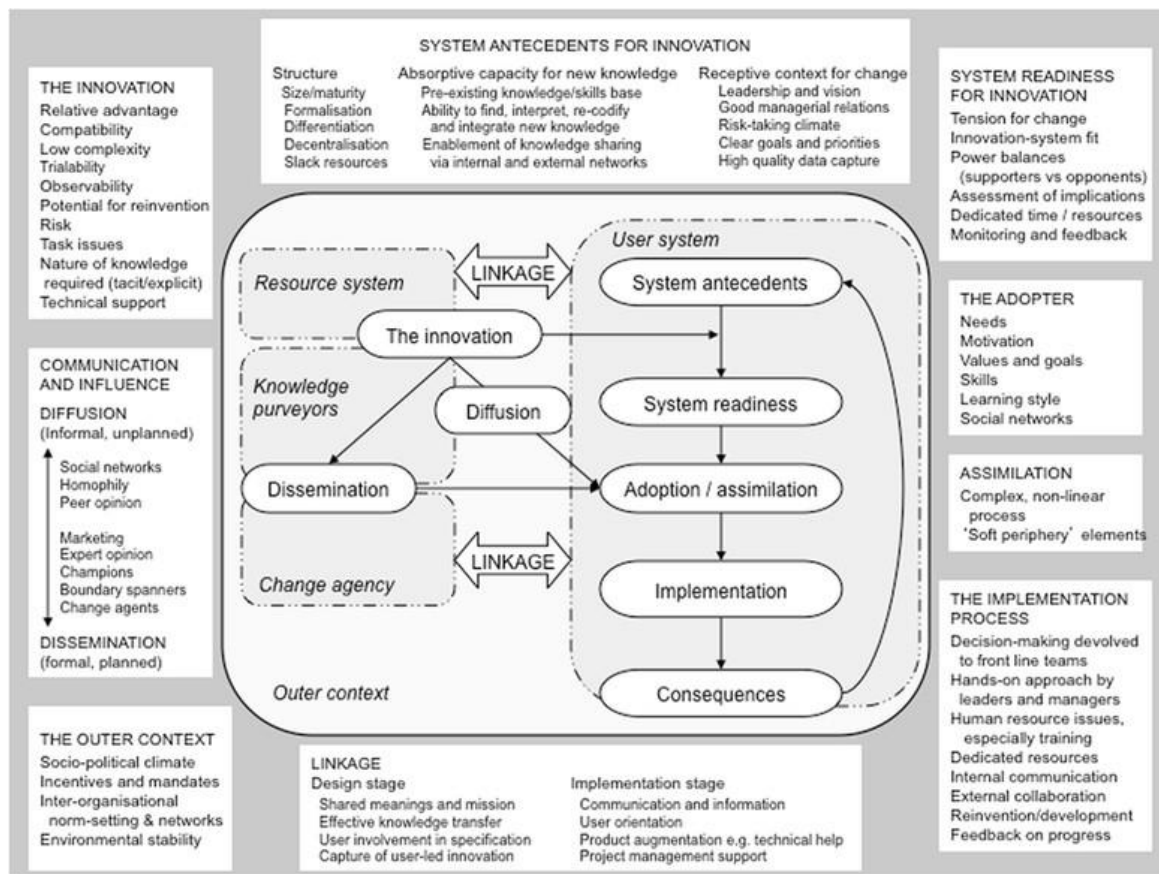 SYSTEM ANTECEDENTS FOR INNOVATION
Structure
Size/maturity
Formalisation
Differentiation
Decentralisation
Slack resources
Absorptive capacity for new knowledge
Pre-existing knowledge/skills base
Ability to find, interpret, re-codify
and integrate new knowledge
Enablement of knowledge sharing
via internal and external networks
Receptive context for change
Leadership and vision
Good managerial relations
Risk-taking climate
Clear goals and priorities
High quality data capture
THE INNOVATION
Relative advantage
Compatibility
Low complexity
Trialability
Observability
Potential for reinvention
Risk
Task issues
Nature of knowledge
required (tacit/explicit)
Technical support
COMMUNICATION
AND INFLUENCE
DIFFUSION
(Informal, unplanned)
Social networks
Homophily
Peer opinion
Marketing
Expert opinion
Champions
Boundary spanners
Change agents
DISSEMINATION
(formal, planned)
THE OUTER CONTEXT
Socio-political climate
Incentives and mandates
Inter-organisational
norm-setting & networks
Environmental stability
Resource system
LINKAGE
User system
System antecedents
The innovation
Knowledge
purveyors
Diffusion
System readiness
Dissemination
Adoption / assimilation
LINKAGE
Change agency
Implementation
Outer context
Consequences
LINKAGE
Design stage
Shared meanings and mission
Effective knowledge transfer
User involvement in specification
Capture of user-led innovation
Implementation stage
Communication and information
User orientation
Product augmentation e.g. technical help
Project management support
SYSTEM READINESS
FOR INNOVATION
Tension for change
Innovation-system fit
Power balances
(supporters vs opponents)
Assessment of implications
Dedicated time / resources
Monitoring and feedback
THE ADOPTER
Needs
Motivation
Values and goals
Skills
Learning style
Social networks
ASSIMILATION
Complex, non-linear
process
'Soft periphery' elements
THE IMPLEMENTATION
PROCESS
Decision-making devolved
to front line teams
Hands-on approach by
leaders and managers
Human resource issues,
especially training
Dedicated resources
Internal communication
External collaboration
Reinvention/development
Feedback on progress